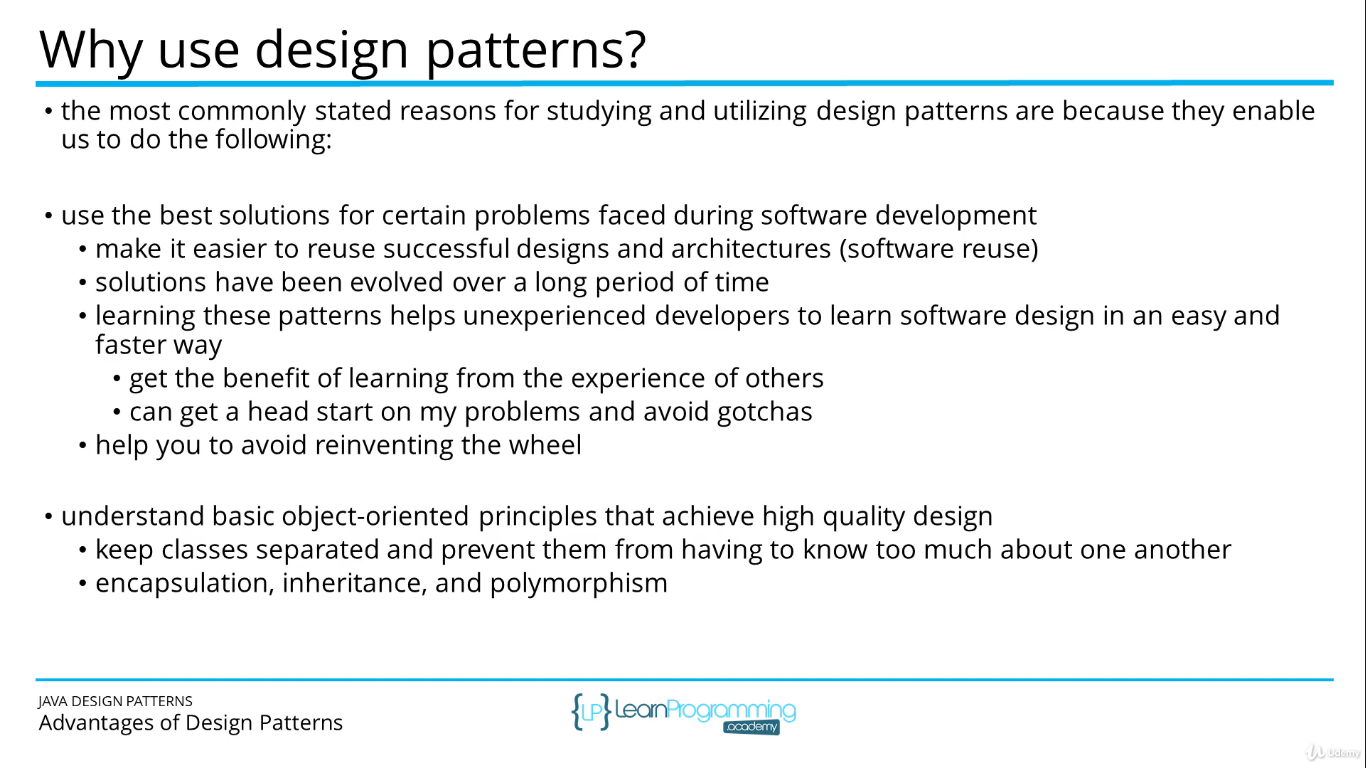 Why use design patterns?
• the most commonly stated reasons for studying and utilizing design patterns are because they enable
us to do the following:
• use the best solutions for certain problems faced during software development
• make it easier to reuse successful designs and architectures (software reuse)
• solutions have been evolved over a long period of time
• learning these patterns helps unexperienced developers to learn software design in an easy and
faster way
• get the benefit of learning from the experience of others
• can get a head start on my problems and avoid gotchas
• help you to avoid reinventing the wheel
• understand basic object-oriented principles that achieve high quality design
• keep classes separated and prevent them from having to know too much about one another
• encapsulation, inheritance, and polymorphism
JAVA DESIGN PATTERNS
Advantages of Design Patterns
{LP} LearnProgramming
.academy
Udemy